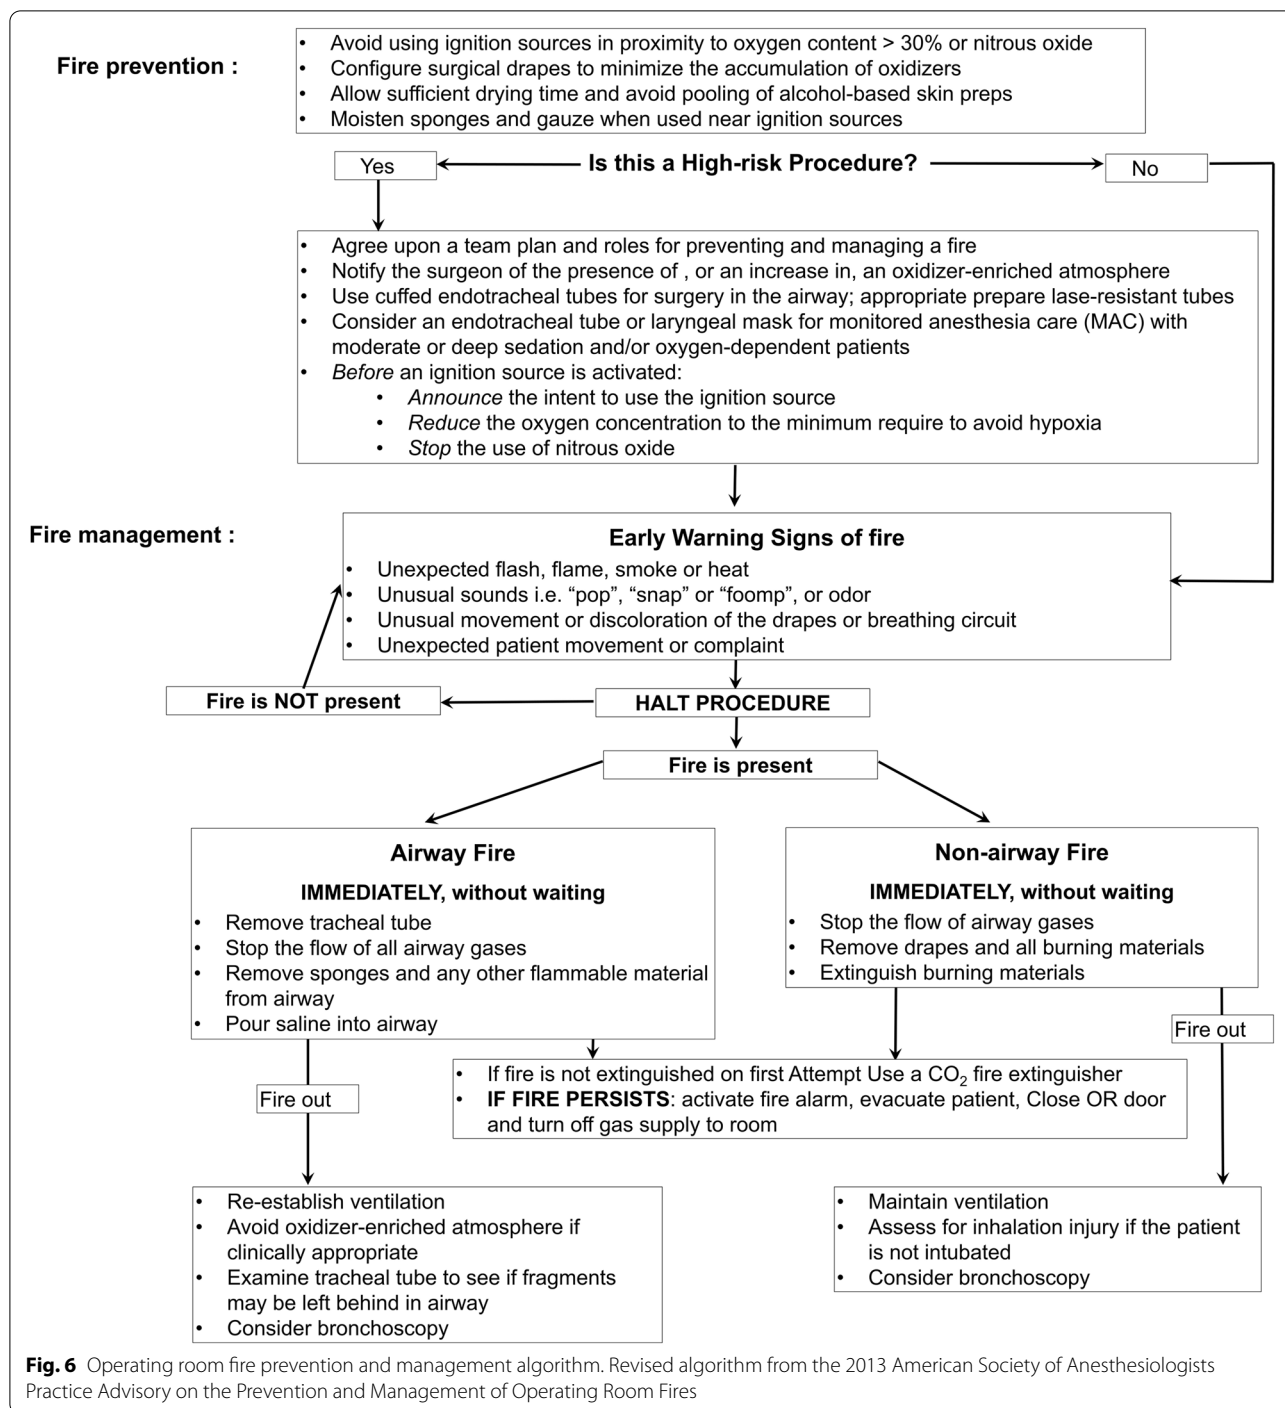 Fire prevention :
• Avoid using ignition sources in proximity to oxygen content > 30% or nitrous oxide
• Configure surgical drapes to minimize the accumulation of oxidizers
• Allow sufficient drying time and avoid pooling of alcohol-based skin preps
• Moisten sponges and gauze when used near ignition sources
Yes
Is this a High-risk Procedure?
No
• Agree upon a team plan and roles for preventing and managing a fire
• Notify the surgeon of the presence of , or an increase in, an oxidizer-enriched atmosphere
• Use cuffed endotracheal tubes for surgery in the airway; appropriate prepare lase-resistant tubes
• Consider an endotracheal tube or laryngeal mask for monitored anesthesia care (MAC) with
moderate or deep sedation and/or oxygen-dependent patients
• Before an ignition source is activated:
• Announce the intent to use the ignition source
• Reduce the oxygen concentration to the minimum require to avoid hypoxia
• Stop the use of nitrous oxide
Fire management :
Early Warning Signs of fire
• Unexpected flash, flame, smoke or heat
• Unusual sounds i.e. “pop”, “snap” or “foomp”, or odor
• Unusual movement or discoloration of the drapes or breathing circuit
• Unexpected patient movement or complaint
Fire is NOT present
HALT PROCEDURE
Fire is present
Airway Fire
IMMEDIATELY, without waiting
• Remove tracheal tube
• Stop the flow of all airway gases
• Remove sponges and any other flammable material
from airway
• Pour saline into airway
Non-airway Fire
IMMEDIATELY, without waiting
• Stop the flow of airway gases
• Remove drapes and all burning materials
• Extinguish burning materials
Fire out
Fire out
• If fire is not extinguished on first Attempt Use a CO₂ fire extinguisher
• IF FIRE PERSISTS: activate fire alarm, evacuate patient, Close OR door
and turn off gas supply to room
• Re-establish ventilation
• Avoid oxidizer-enriched atmosphere if
clinically appropriate
• Examine tracheal tube to see if fragments
may be left behind in airway
• Consider bronchoscopy
• Maintain ventilation
• Assess for inhalation injury if the patient
is not intubated
• Consider bronchoscopy
Fig. 6 Operating room fire prevention and management algorithm. Revised algorithm from the 2013 American Society of Anesthesiologists
Practice Advisory on the Prevention and Management of Operating Room Fires